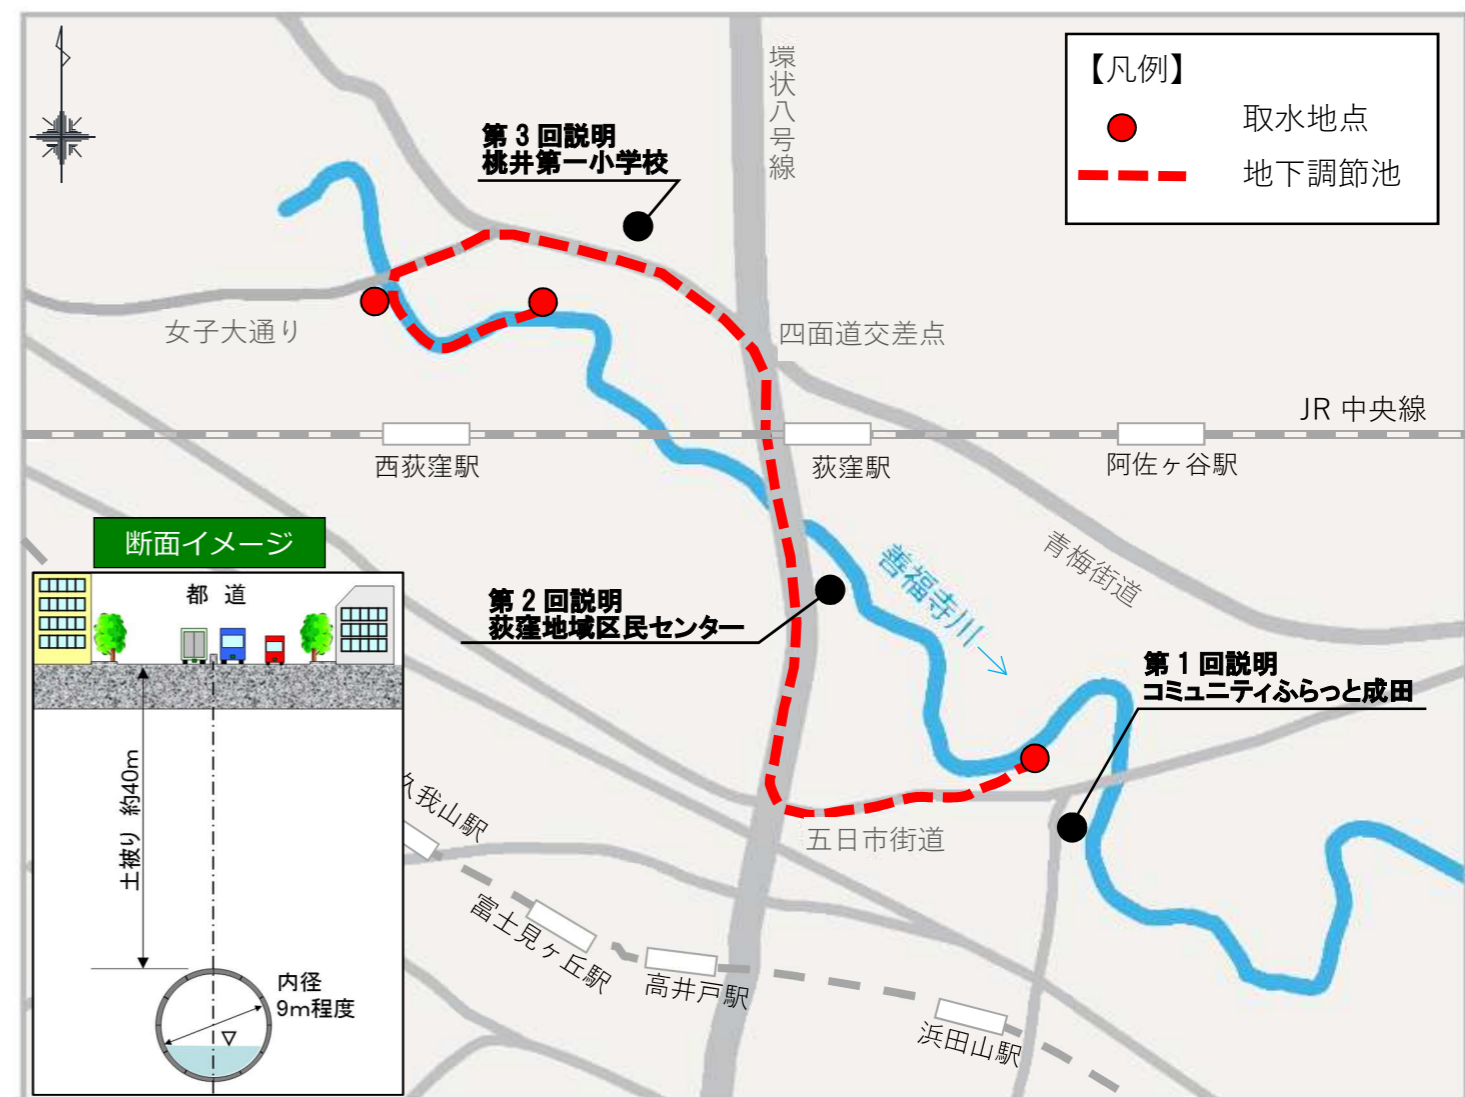 環状八号線
【凡例】
取水地点
地下調節池
第3回説明
桃井第一小学校
女子大通り
四面道交差点
JR 中央線
西荻窪駅
荻窪駅
阿佐ヶ谷駅
青梅街道
善福寺川
第2回説明
荻窪地域区民センター
第1回説明
コミュニティふらっと成田
五日市街道
久我山駅
富士見ヶ丘駅
高井戸駅
浜田山駅
断面イメージ
都 道
土被り 約40m
内径
9m程度